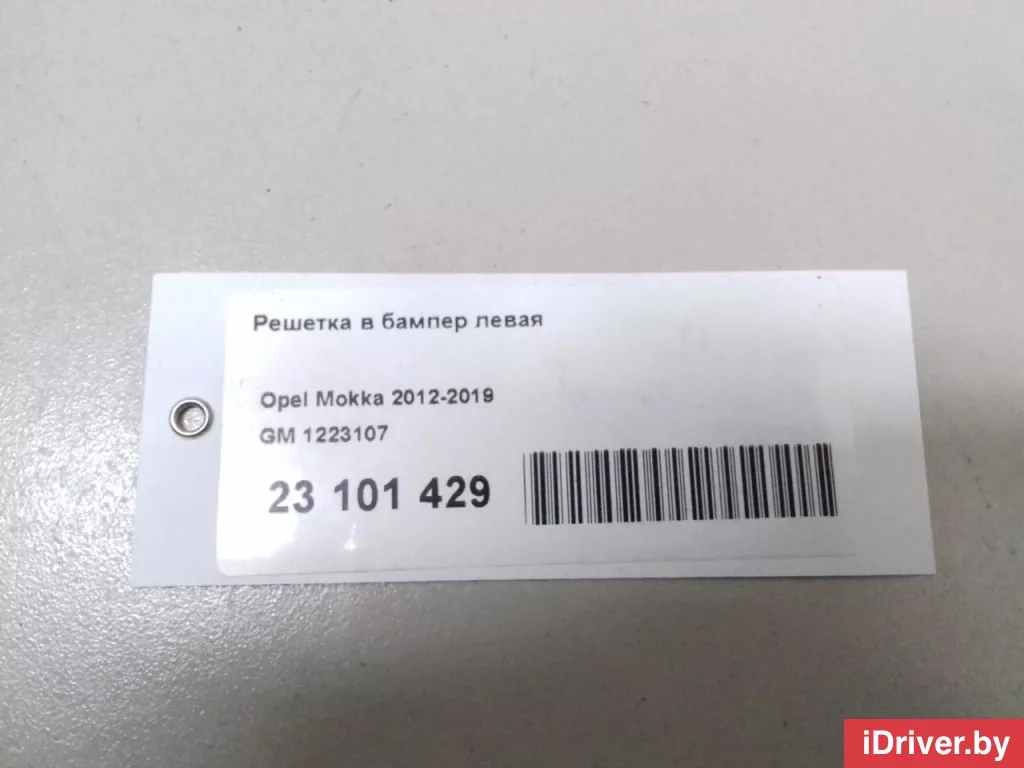 Решетка в бампер левая
Opel Mokka 2012-2019
GM 1223107
23 101 429
iDriver.by